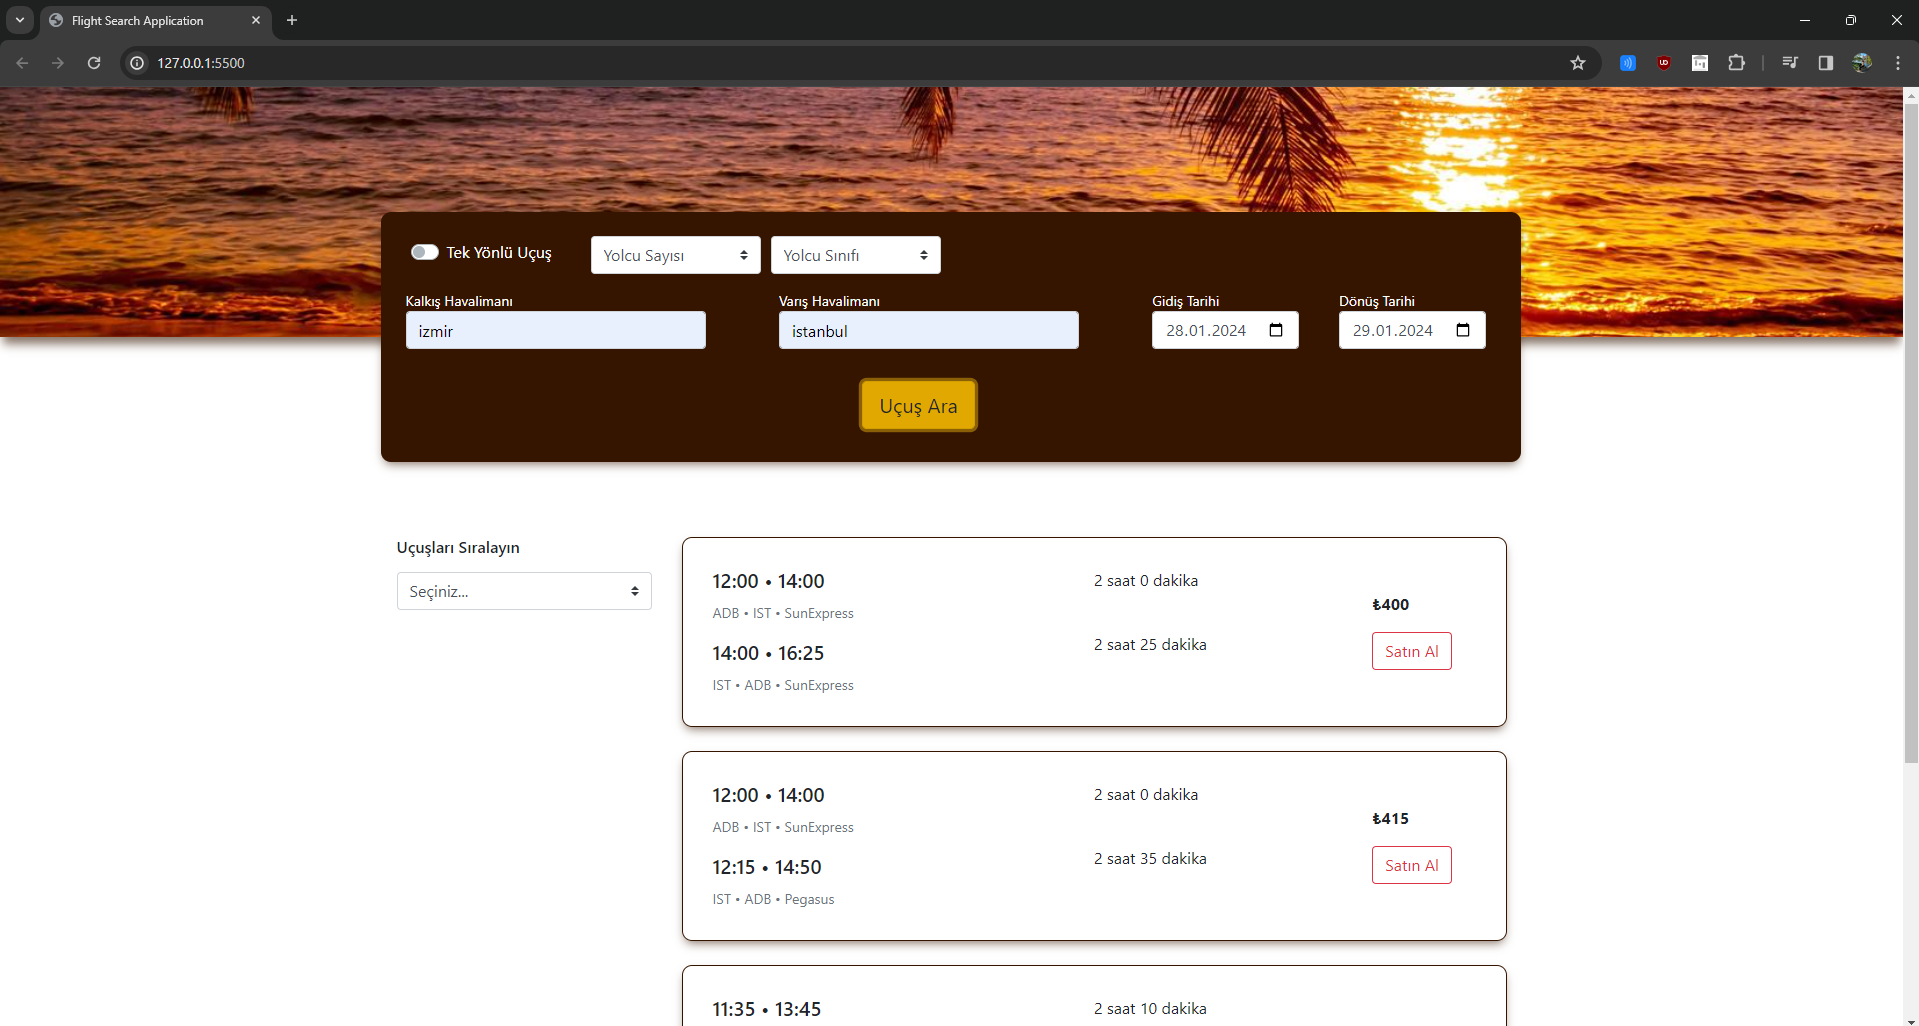 Flight Search Application
127.0.0.1:5500
Tek Yönlü Uçuş
Yolcu Sayısı
Yolcu Sınıfı
Kalkış Havalimanı
Varış Havalimanı
Gidiş Tarihi
Dönüş Tarihi
izmir
istanbul
28.01.2024
29.01.2024
Uçuş Ara
Uçuşları Sıralayın
Seçiniz...
12:00 • 14:00
2 saat 0 dakika
ADB • IST • SunExpress
₺400
14:00 • 16:25
2 saat 25 dakika
Satın Al
IST • ADB • SunExpress
12:00 • 14:00
2 saat 0 dakika
ADB • IST • SunExpress
₺415
12:15 • 14:50
2 saat 35 dakika
Satın Al
IST • ADB • Pegasus
11:35 • 13:45
2 saat 10 dakika